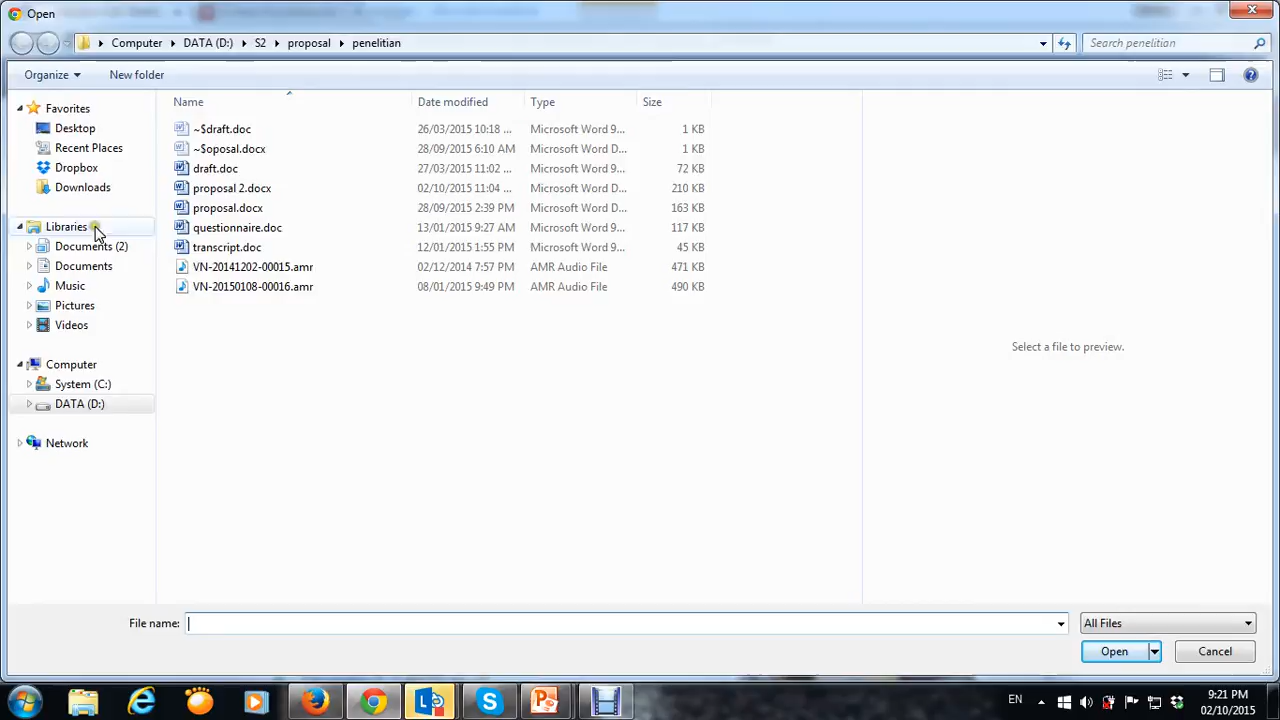 Open
Computer DATA (D:) S2 proposal penelitian Search penelitian
Organize New folder
Name Date modified Type Size
Favorites
Desktop
Recent Places
Dropbox
Downloads
Libraries
Documents (2)
Documents
Music
Pictures
Videos
Computer
System (C:)
DATA (D:)
Network
~$draft.doc 26/03/2015 10:18 ... Microsoft Word 9... 1 KB
~$oposal.docx 28/09/2015 6:10 AM Microsoft Word D... 1 KB
draft.doc 27/03/2015 11:02 ... Microsoft Word 9... 72 KB
proposal 2.docx 02/10/2015 11:04 ... Microsoft Word D... 210 KB
proposal.docx 28/09/2015 2:39 PM Microsoft Word D... 163 KB
questionnaire.doc 13/01/2015 9:27 AM Microsoft Word 9... 117 KB
transcript.doc 12/01/2015 1:55 PM Microsoft Word 9... 45 KB
VN-20141202-00015.amr 02/12/2014 7:57 PM AMR Audio File 471 KB
VN-20150108-00016.amr 08/01/2015 9:49 PM AMR Audio File 490 KB
Select a file to preview.
File name: All Files
Open Cancel
EN 9:21 PM
02/10/2015